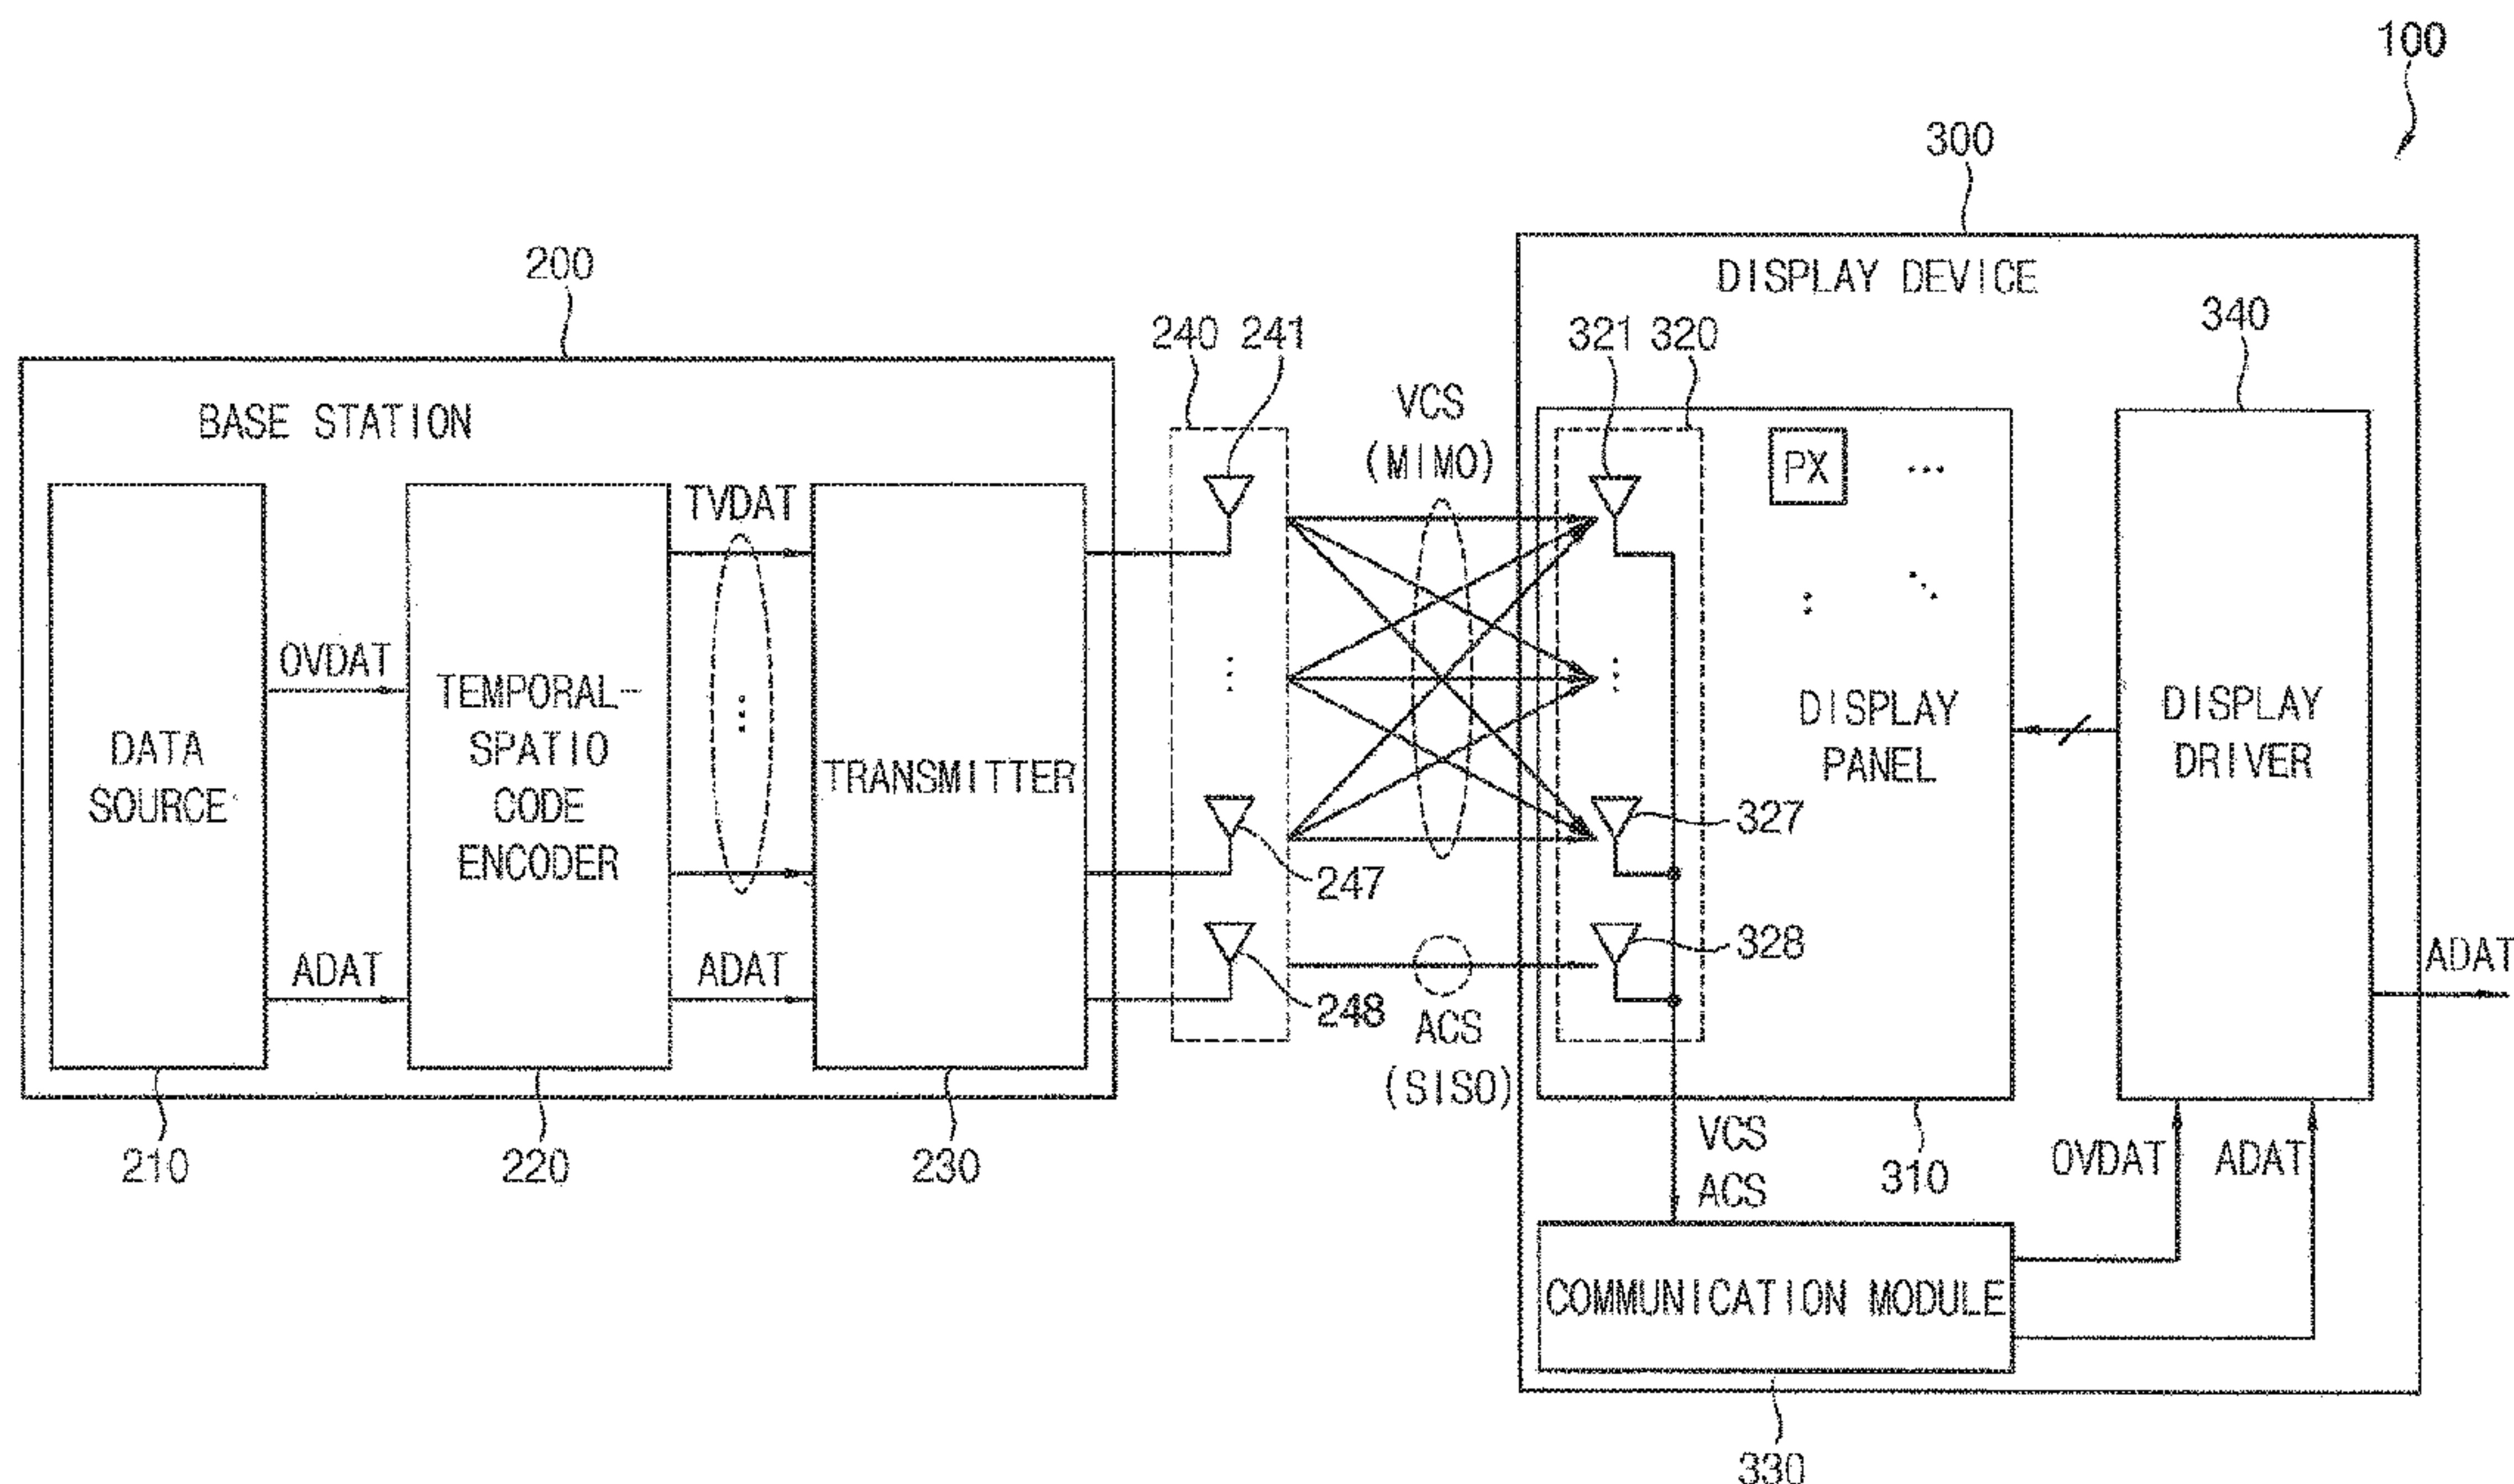 100
300
200
DISPLAY DEVICE
240 241
321 320
340
VCS
(MIMO)
BASE STATION
PX
TVDAT
OVDAT
TEMPORAL-
SPATIO
CODE
ENCODER
DATA
SOURCE
TRANSMITTER
DISPLAY
PANEL
DISPLAY
DRIVER
327
247
328
ADAT
ADAT
248
ACS
(SISO)
ADAT
VCS
ACS
OVDAT
ADAT
210
220
230
310
COMMUNICATION MODULE
330